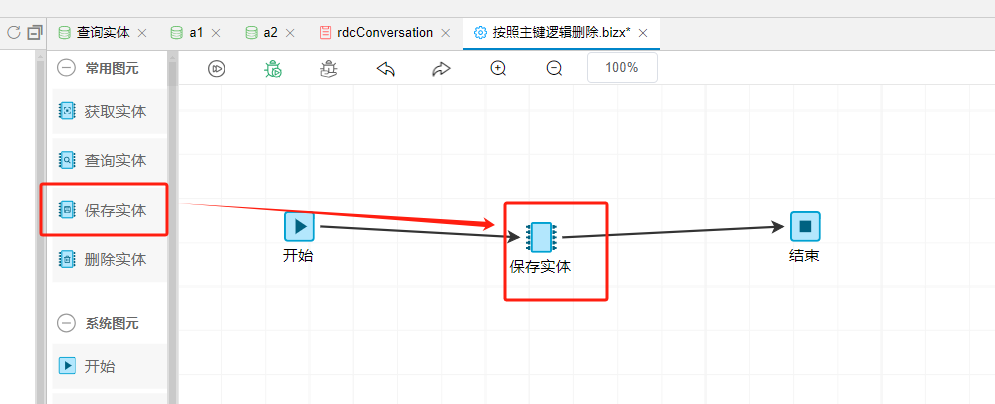 查询实体
a1
a2
rdcConversation
按照主键逻辑删除.bizx*
常用图元
100%
获取实体
查询实体
保存实体
删除实体
开始
保存实体
结束
系统图元
开始